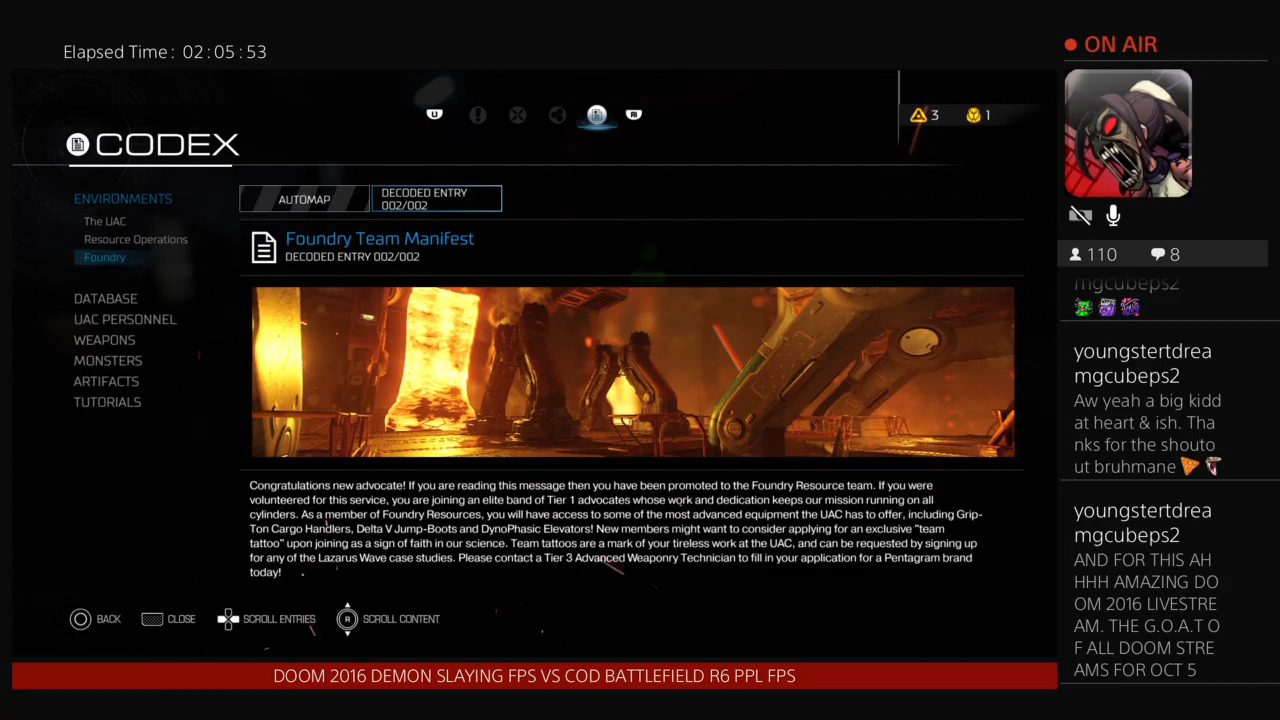 Elapsed Time: 02:05:53
ON AIR
L1
R1
3
1
CODEX
ENVIRONMENTS
The UAC
Resource Operations
Foundry
DATABASE
UAC PERSONNEL
WEAPONS
MONSTERS
ARTIFACTS
TUTORIALS
AUTOMAP
DECODED ENTRY
002/002
Foundry Team Manifest
DECODED ENTRY 002/002
Congratulations new advocate! If you are reading this message then you have been promoted to the Foundry Resource team. If you were
volunteered for this service, you are joining an elite band of Tier 1 advocates whose work and dedication keeps our mission running on all
cylinders. As a member of Foundry Resources, you will have access to some of the most advanced equipment the UAC has to offer, including Grip-
Ton Cargo Handlers, Delta V Jump-Boots and DynoPhasic Elevators! New members might want to consider applying for an exclusive "team
tattoo" upon joining as a sign of faith in our science. Team tattoos are a mark of your tireless work at the UAC, and can be requested by signing up
for any of the Lazarus Wave case studies. Please contact a Tier 3 Advanced Weaponry Technician to fill in your application for a Pentagram brand
today!
BACK
CLOSE
SCROLL ENTRIES
R
SCROLL CONTENT
DOOM 2016 DEMON SLAYING FPS VS COD BATTLEFIELD R6 PPL FPS
110
8
mgcubeps2
youngstertdrea
mgcubeps2
Aw yeah a big kidd
at heart & ish. Tha
nks for the shouto
ut bruhmane
youngstertdrea
mgcubeps2
AND FOR THIS AH
HHH AMAZING DO
OM 2016 LIVESTRE
AM. THE G.O.A.T O
F ALL DOOM STRE
AMS FOR OCT 5